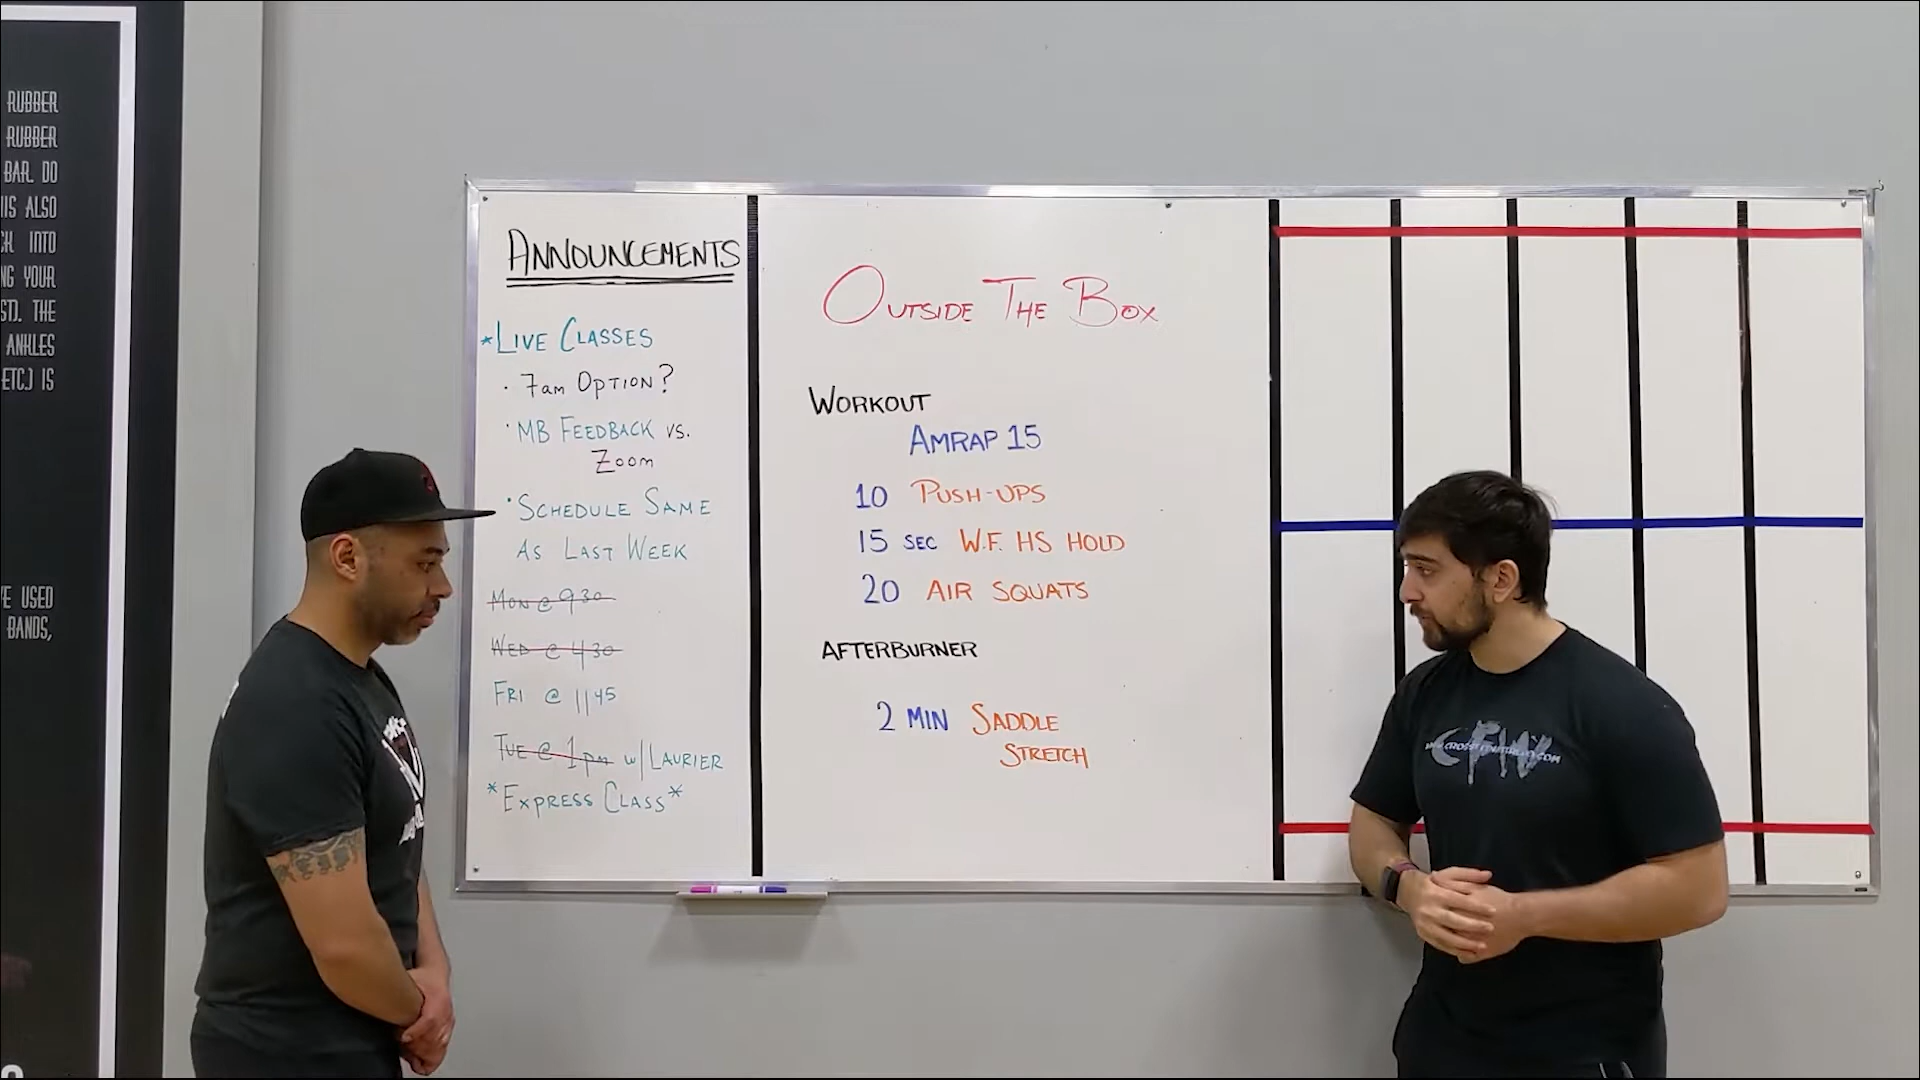 RUBBER
RUBBER
BAR. DO
ALSO
INTO
YOUR
THE
ANKLES
ETC.) IS
USED
BANDS,
ANNOUNCEMENTS
*LIVE CLASSES
· 7am OPTION?
· MB FEEDBACK vs.
ZOOM
· SCHEDULE SAME
AS LAST WEEK
MON @ 930
WED @ 430
FRI @ 1145
TUE @ 1pm w/LAURIER
*EXPRESS CLASS*
OUTSIDE THE BOX
WORKOUT
AMRAP 15
10 PUSH-UPS
15 SEC W.F. HS HOLD
20 AIR SQUATS
AFTERBURNER
2 MIN SADDLE
STRETCH
CFW